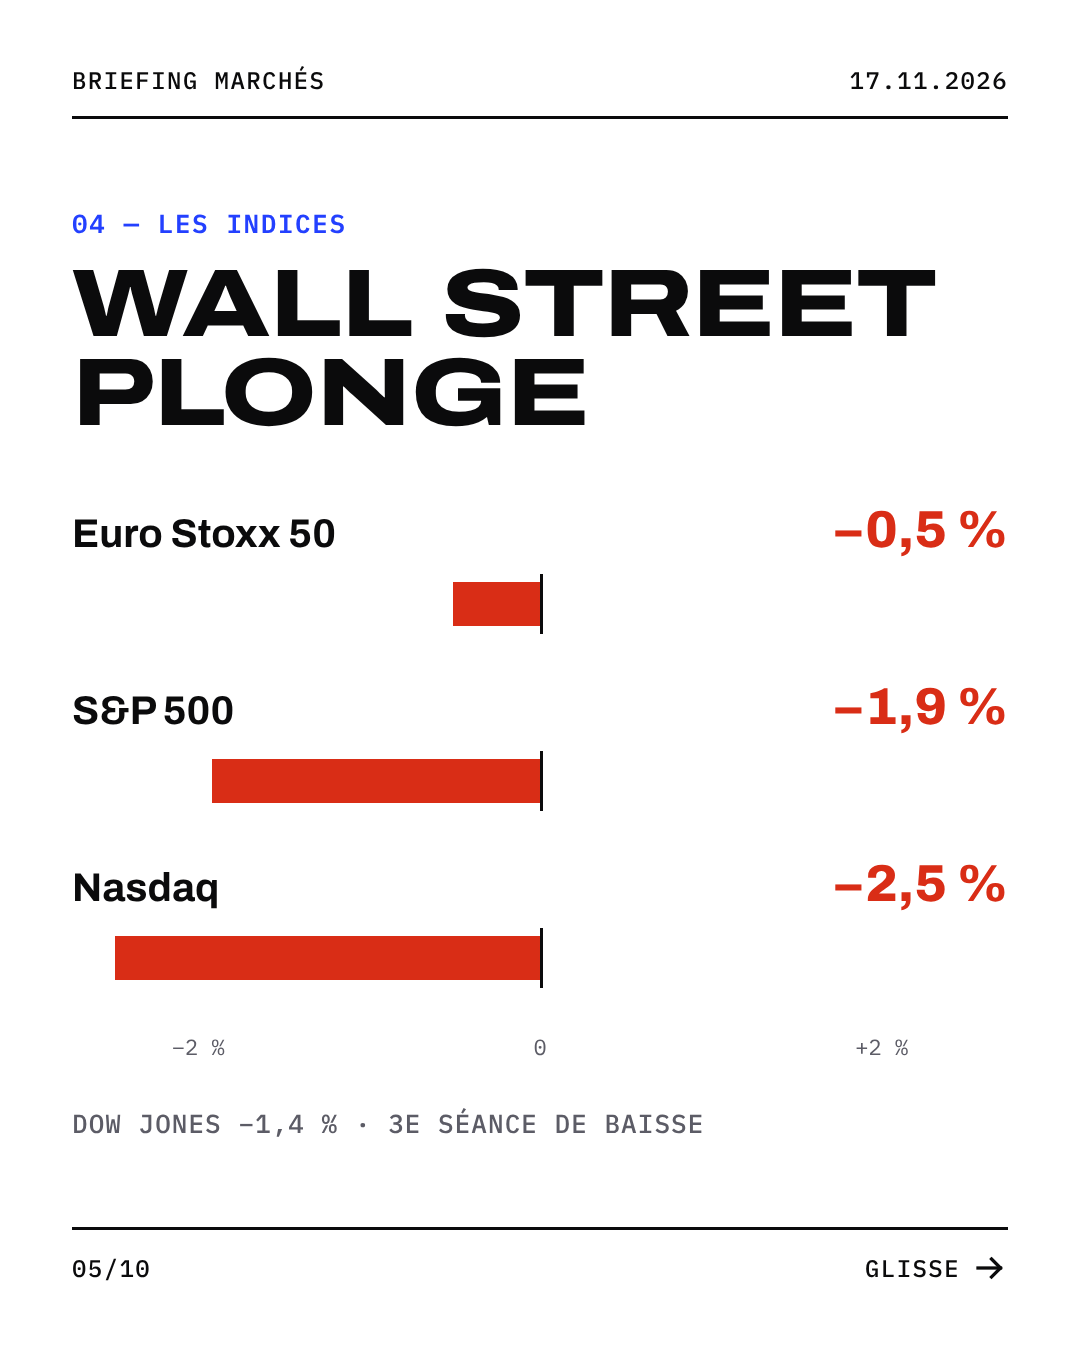 BRIEFING MARCHÉS
17.11.2026
04 — LES INDICES
WALL STREET
PLONGE
Euro Stoxx 50
−0,5 %
S&P 500
−1,9 %
Nasdaq
−2,5 %
−2 %
0
+2 %
DOW JONES −1,4 % · 3E SÉANCE DE BAISSE
05/10
GLISSE →